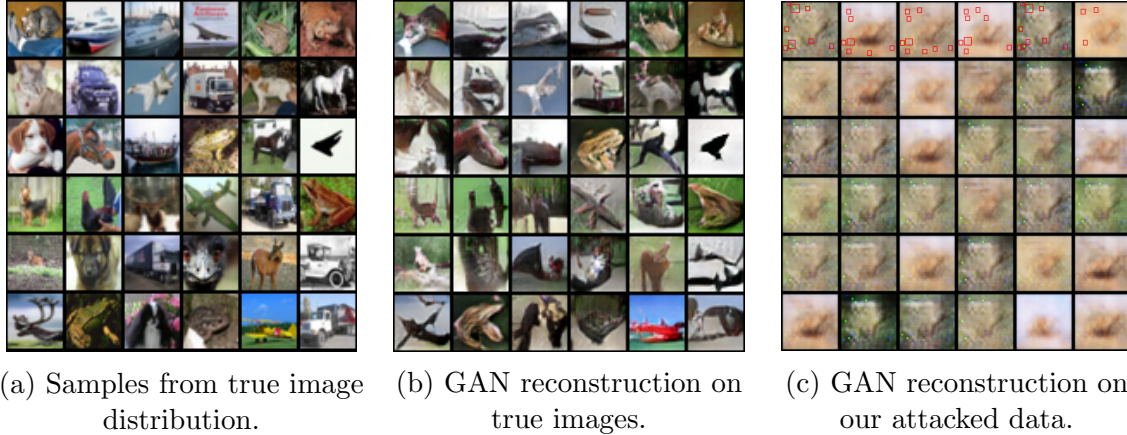 (a) Samples from true image
distribution.
(b) GAN reconstruction on
true images.
(c) GAN reconstruction on
our attacked data.